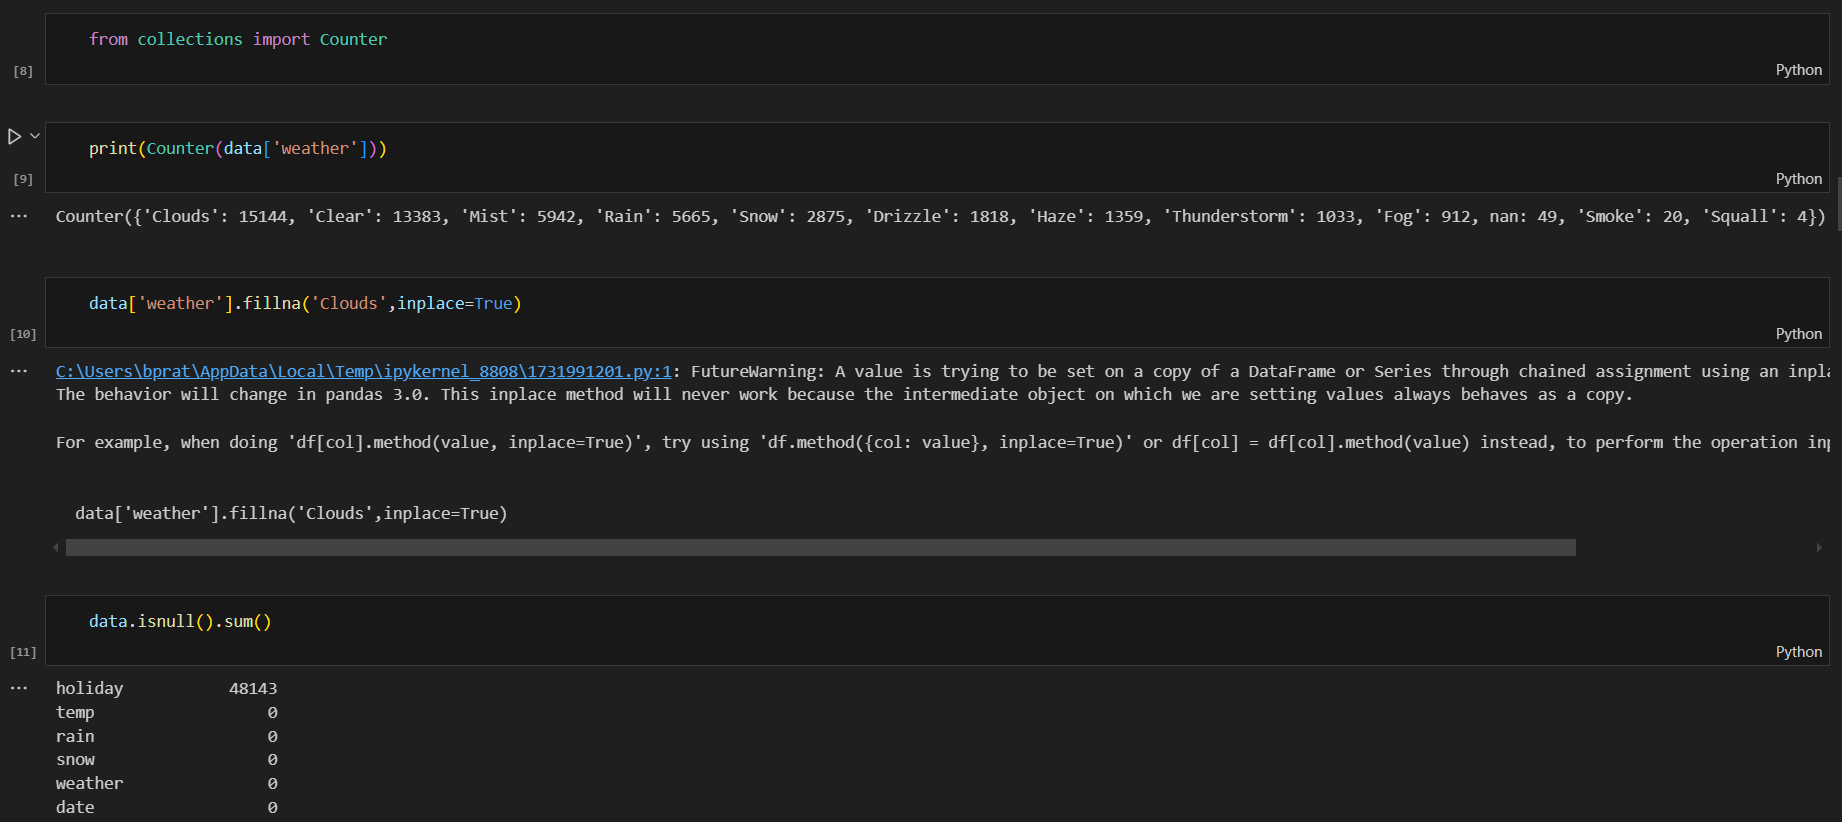 from collections import Counter
[8]
Python
print(Counter(data['weather']))
[9]
Python
Counter({'Clouds': 15144, 'Clear': 13383, 'Mist': 5942, 'Rain': 5665, 'Snow': 2875, 'Drizzle': 1818, 'Haze': 1359, 'Thunderstorm': 1033, 'Fog': 912, nan: 49, 'Smoke': 20, 'Squall': 4})
data['weather'].fillna('Clouds',inplace=True)
[10]
Python
C:\Users\bprat\AppData\Local\Temp\ipykernel_8808\1731991201.py:1: FutureWarning: A value is trying to be set on a copy of a DataFrame or Series through chained assignment using an
The behavior will change in pandas 3.0. This inplace method will never work because the intermediate object on which we are setting values always behaves as a copy.
For example, when doing 'df[col].method(value, inplace=True)', try using 'df.method({col: value}, inplace=True)' or df[col] = df[col].method(value) instead, to perform the operation
data['weather'].fillna('Clouds',inplace=True)
data.isnull().sum()
[11]
Python
holiday 48143
temp 0
rain 0
snow 0
weather 0
date 0